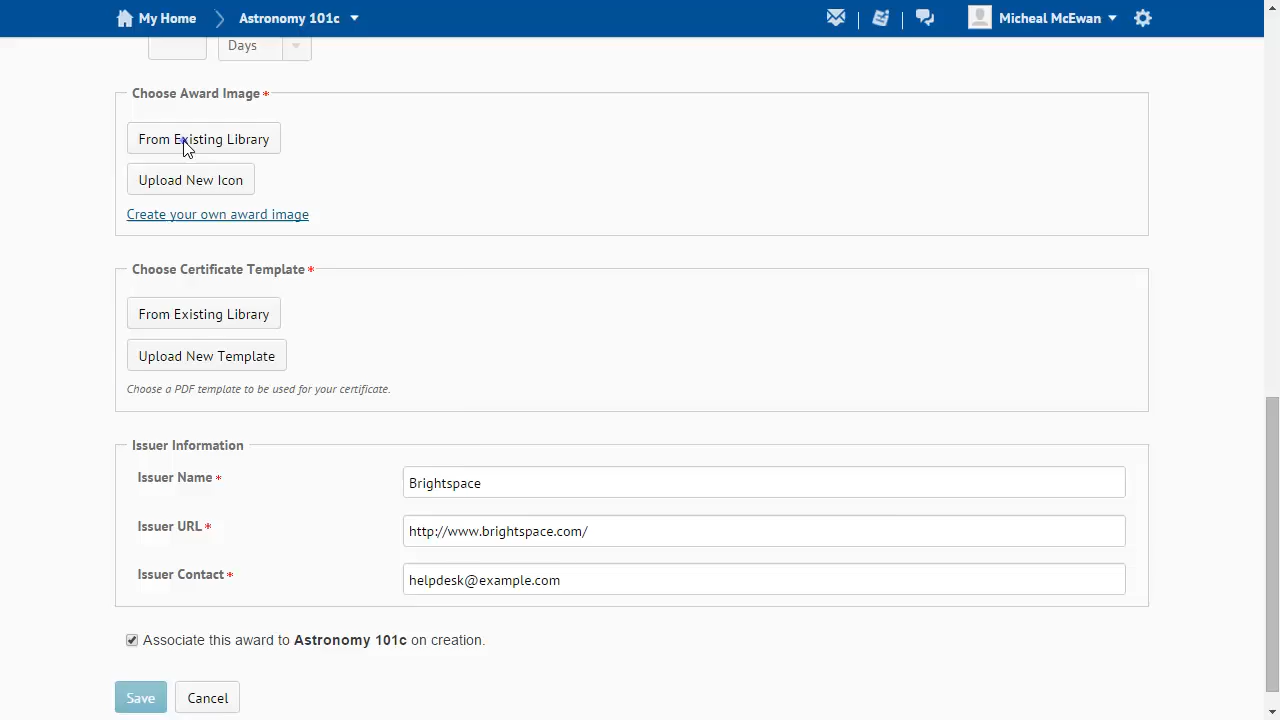 My Home
Astronomy 101c
Micheal McEwan
Days
Choose Award Image *
From Existing Library
Upload New Icon
Create your own award image
Choose Certificate Template *
From Existing Library
Upload New Template
Choose a PDF template to be used for your certificate.
Issuer Information
Issuer Name *
Brightspace
Issuer URL *
http://www.brightspace.com/
Issuer Contact *
helpdesk@example.com
Associate this award to Astronomy 101c on creation.
Save
Cancel